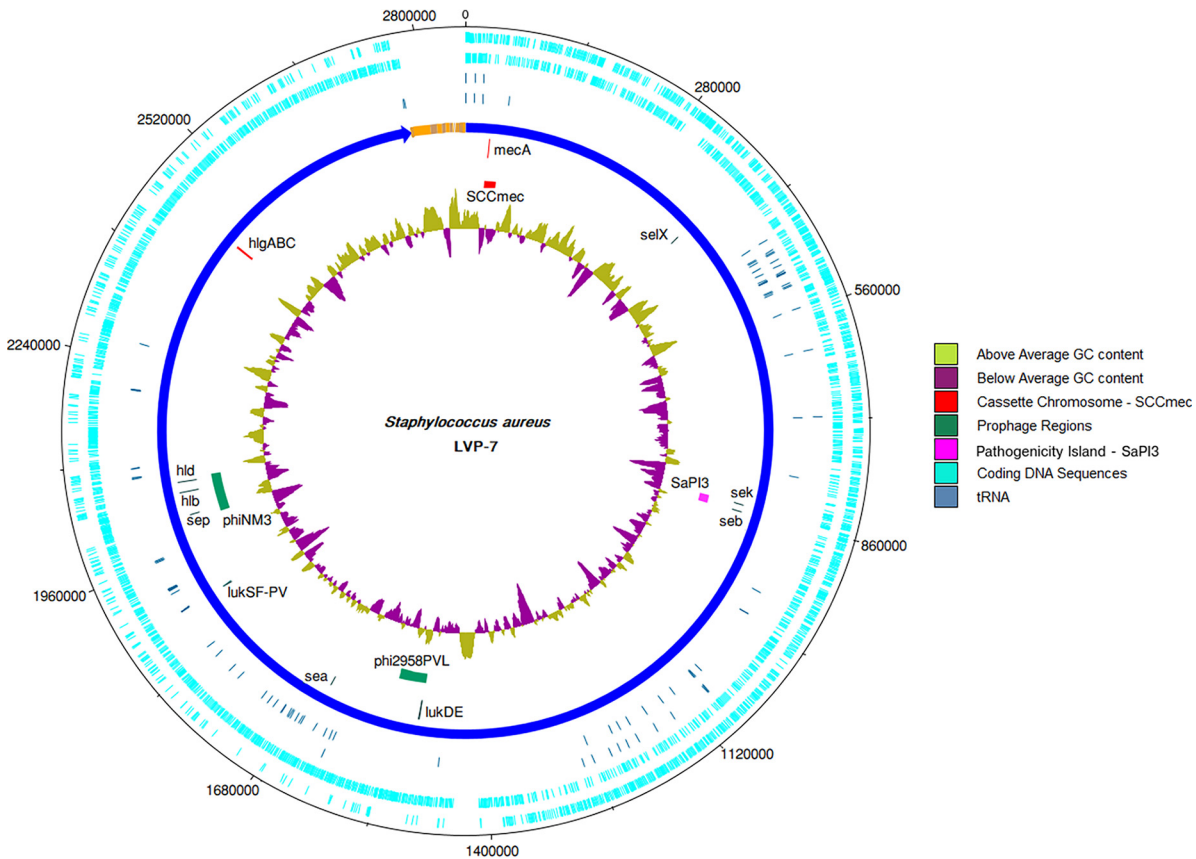 2800000
0
280000
2520000
mecA
SCCmec
selX
hlgABC
560000
2240000
Above Average GC content
Below Average GC content
Cassette Chromosome - SCCmec
Prophage Regions
Pathogenicity Island - SaPI3
Coding DNA Sequences
tRNA
Staphylococcus aureus
LVP-7
hld
hlb
sep
phiNM3
SaPI3
sek
seb
860000
1960000
lukSF-PV
phi2958PVL
sea
lukDE
1120000
1680000
1400000